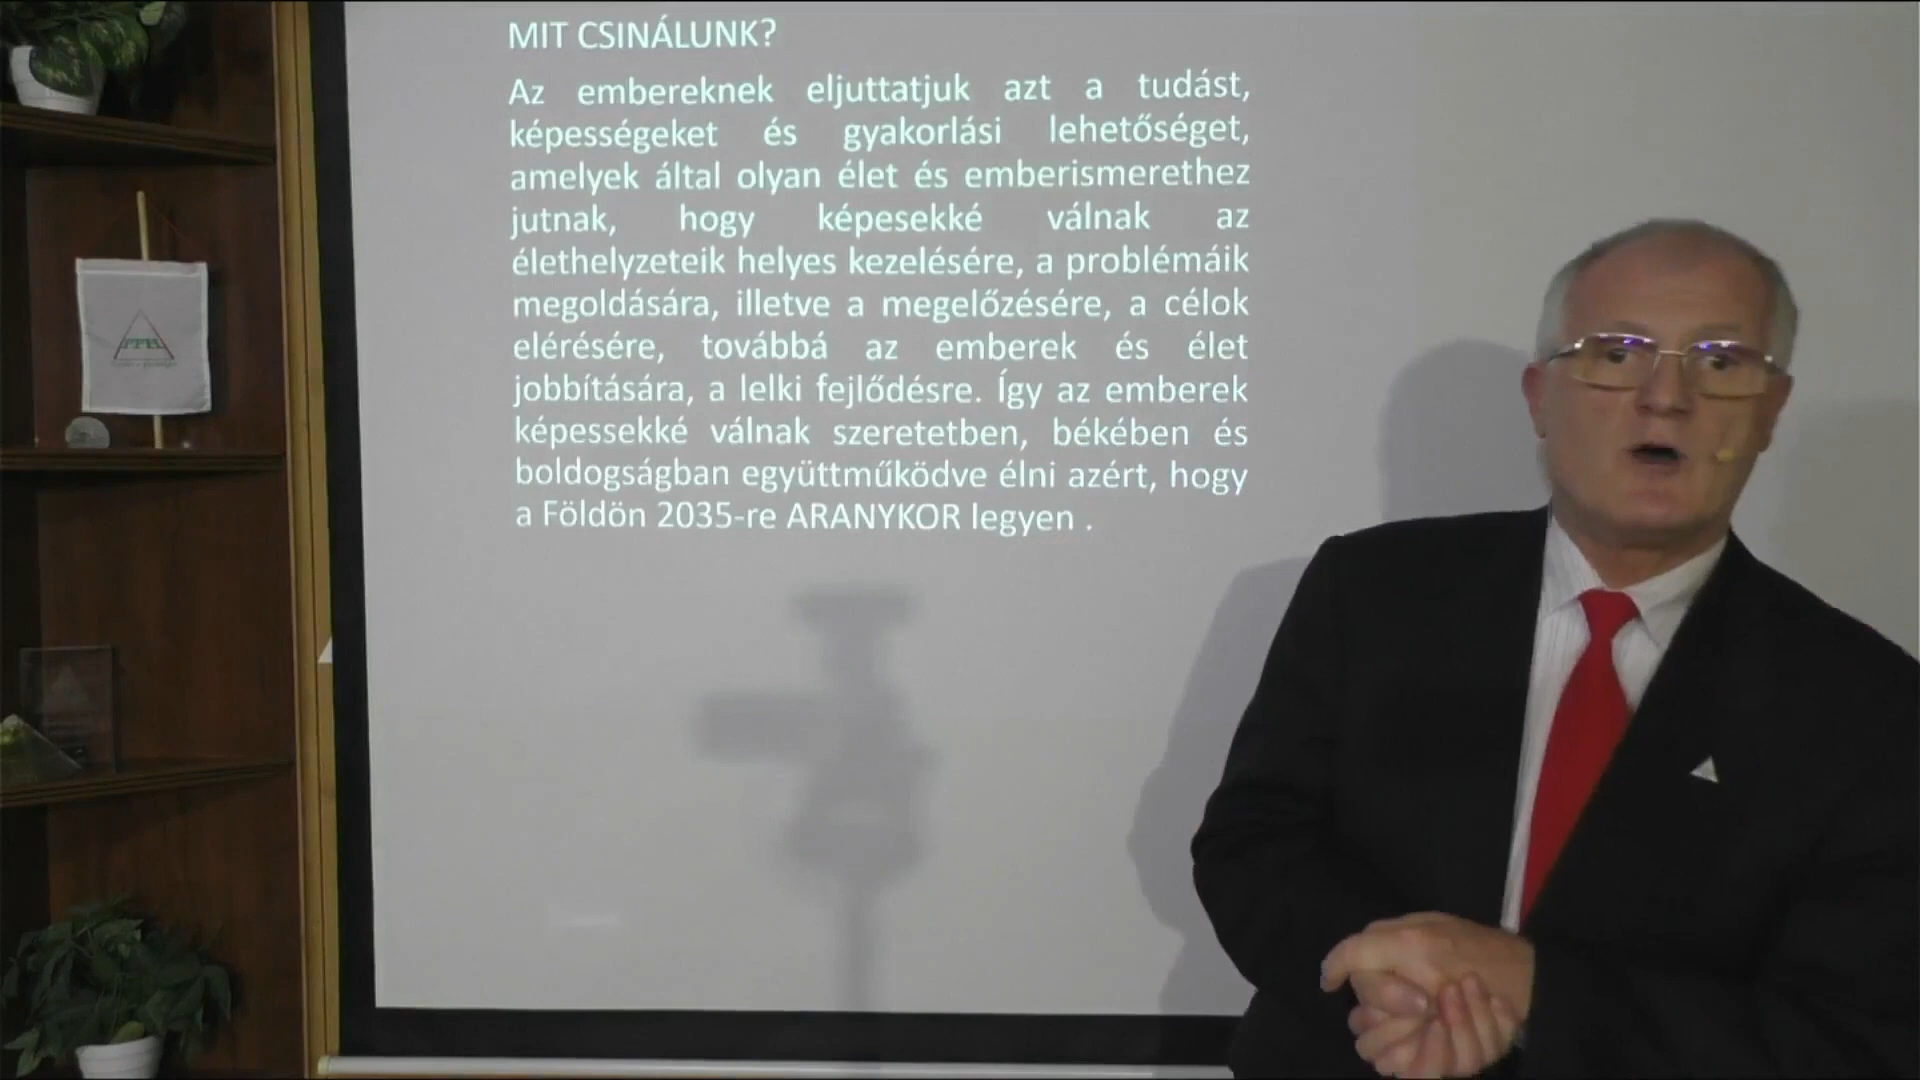 MIT CSINÁLUNK?
Az embereknek eljuttatjuk azt a tudást,
képességeket és gyakorlási lehetőséget,
amelyek által olyan élet és emberismerethez
jutnak, hogy képesekké válnak az
élethelyzeteik helyes kezelésére, a problémáik
megoldására, illetve a megelőzésére, a célok
elérésére, továbbá az emberek és élet
jobbítására, a lelki fejlődésre. Így az emberek
képessekké válnak szeretetben, békében és
boldogságban együttműködve élni azért, hogy
a Földön 2035-re ARANYKOR legyen .